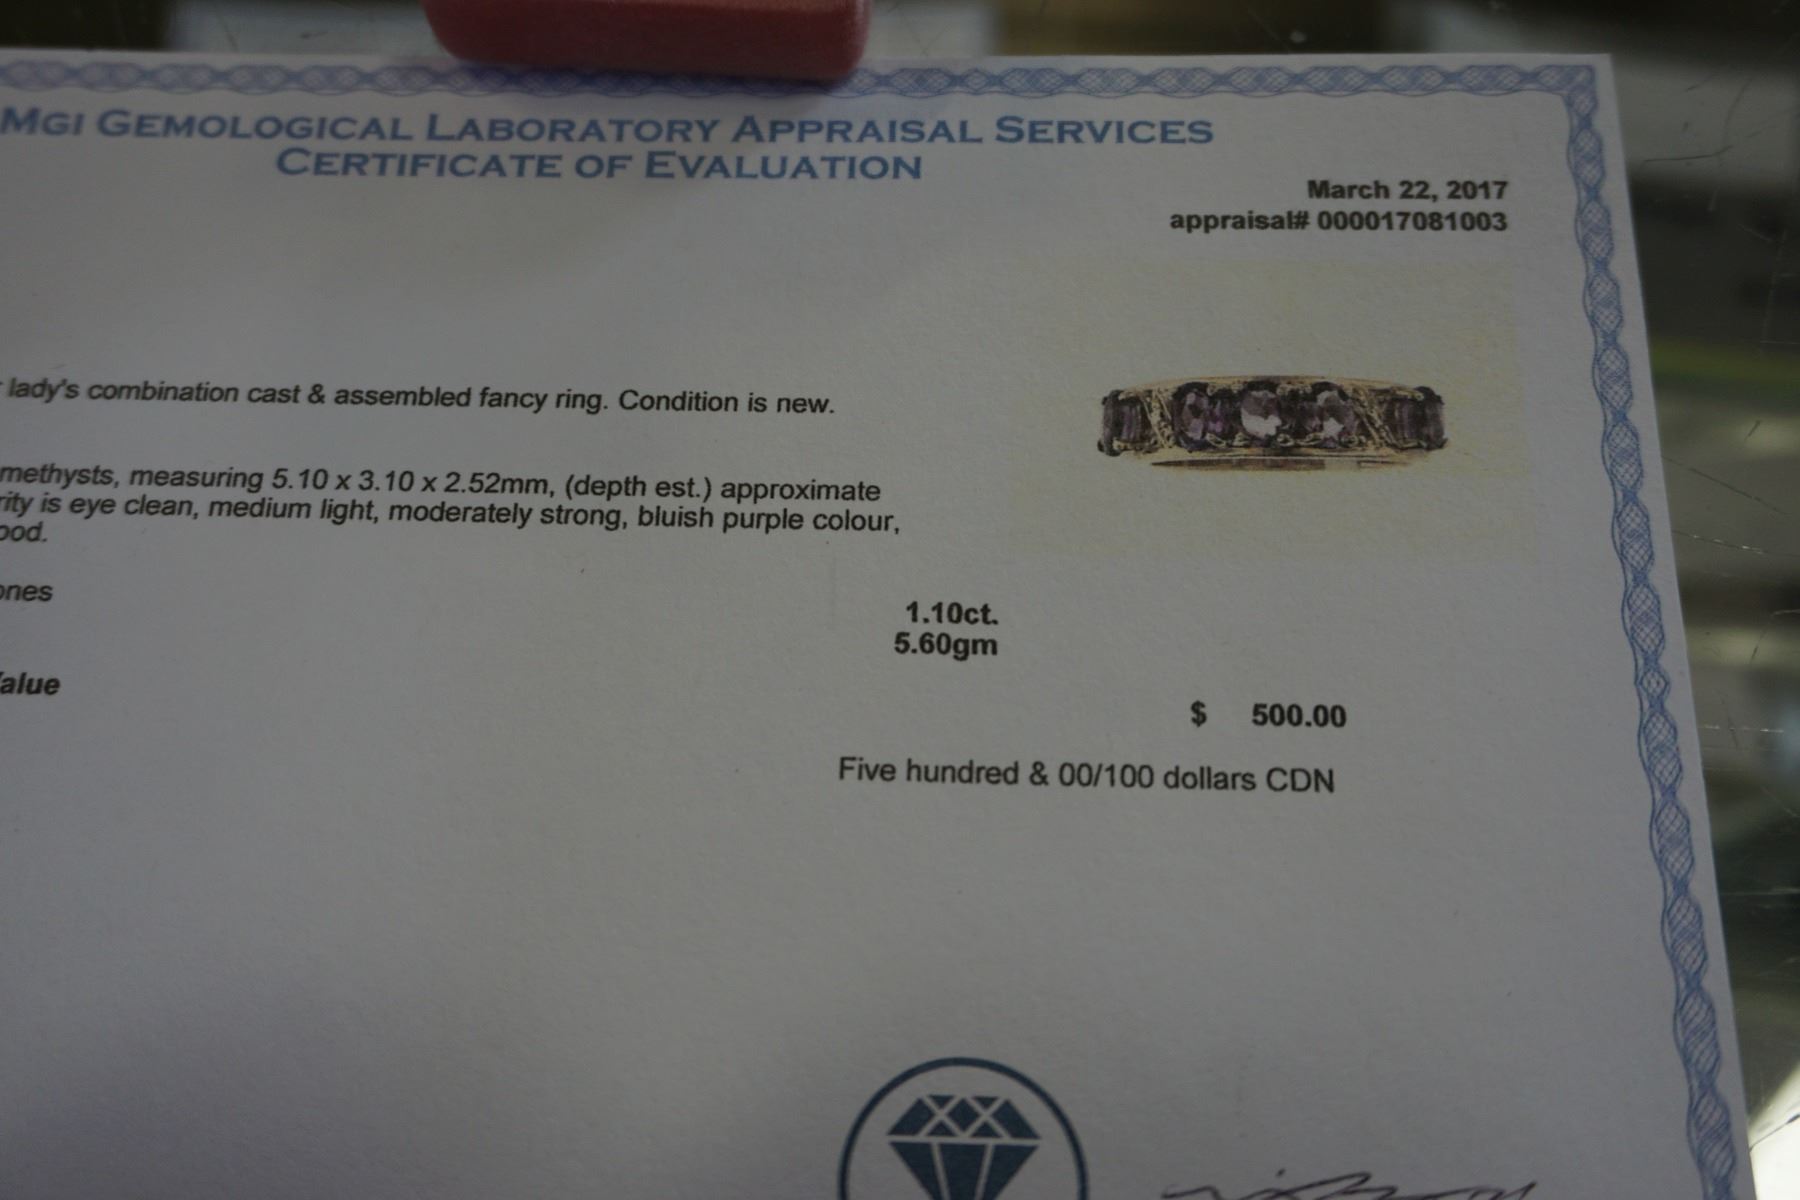 MGI GEMOLOGICAL LABORATORY APPRAISAL SERVICES
CERTIFICATE OF EVALUATION
March 22, 2017
appraisal# 000017081003
lady's combination cast & assembled fancy ring. Condition is new.
methysts, measuring 5.10 x 3.10 x 2.52mm, (depth est.) approximate
rity is eye clean, medium light, moderately strong, bluish purple colour,
ood.
ones
1.10ct.
5.60gm
alue
$ 500.00
Five hundred & 00/100 dollars CDN